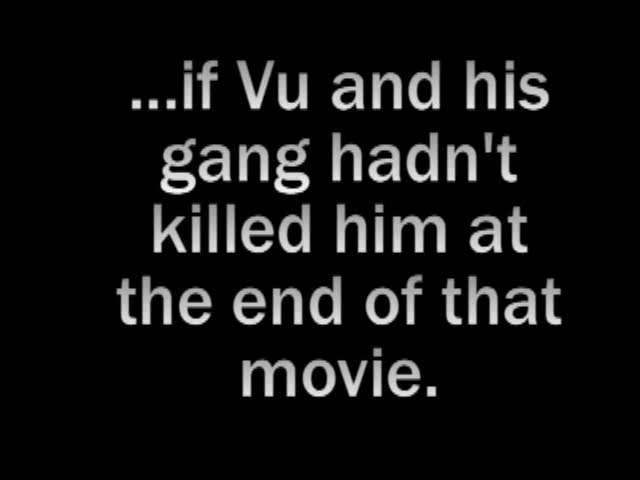 ...if Vu and his
gang hadn't
killed him at
the end of that
movie.